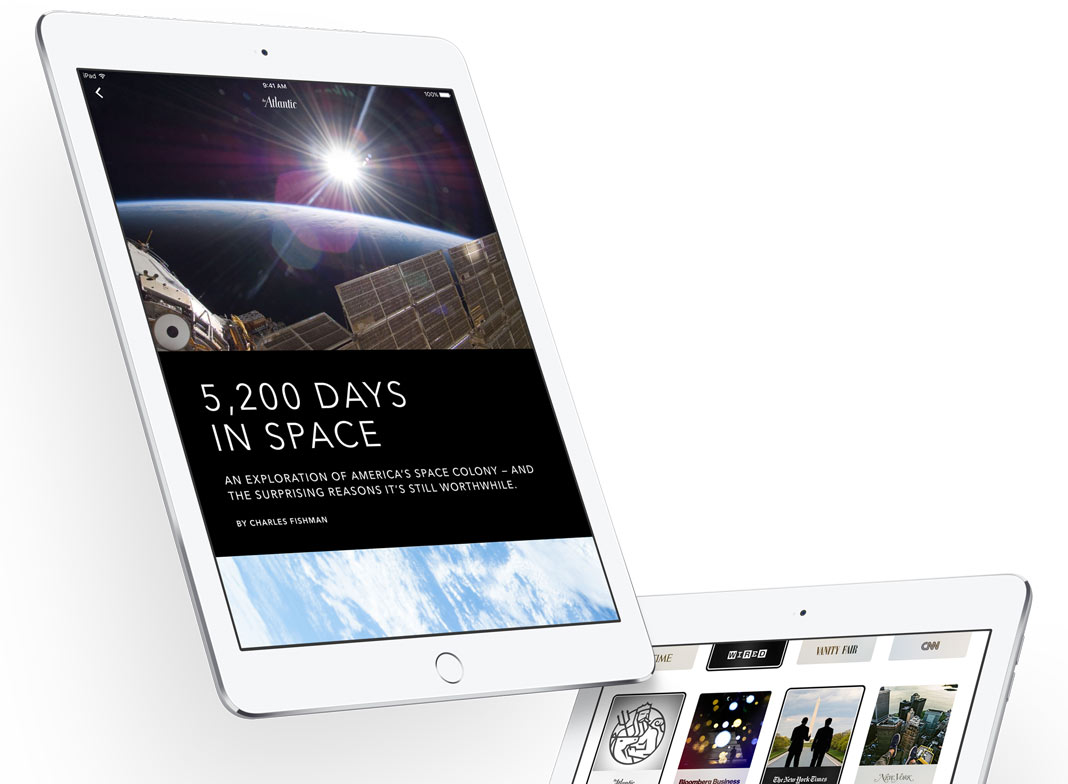 iPad
9:41 AM
100%
The Atlantic
5,200 DAYS
IN SPACE
AN EXPLORATION OF AMERICA'S SPACE COLONY – AND
THE SURPRISING REASONS IT'S STILL WORTHWHILE.
BY CHARLES FISHMAN
TIME
WIRED
VANITY FAIR
CNN
The Atlantic
Bloomberg Business
The New York Times
NEW YORK